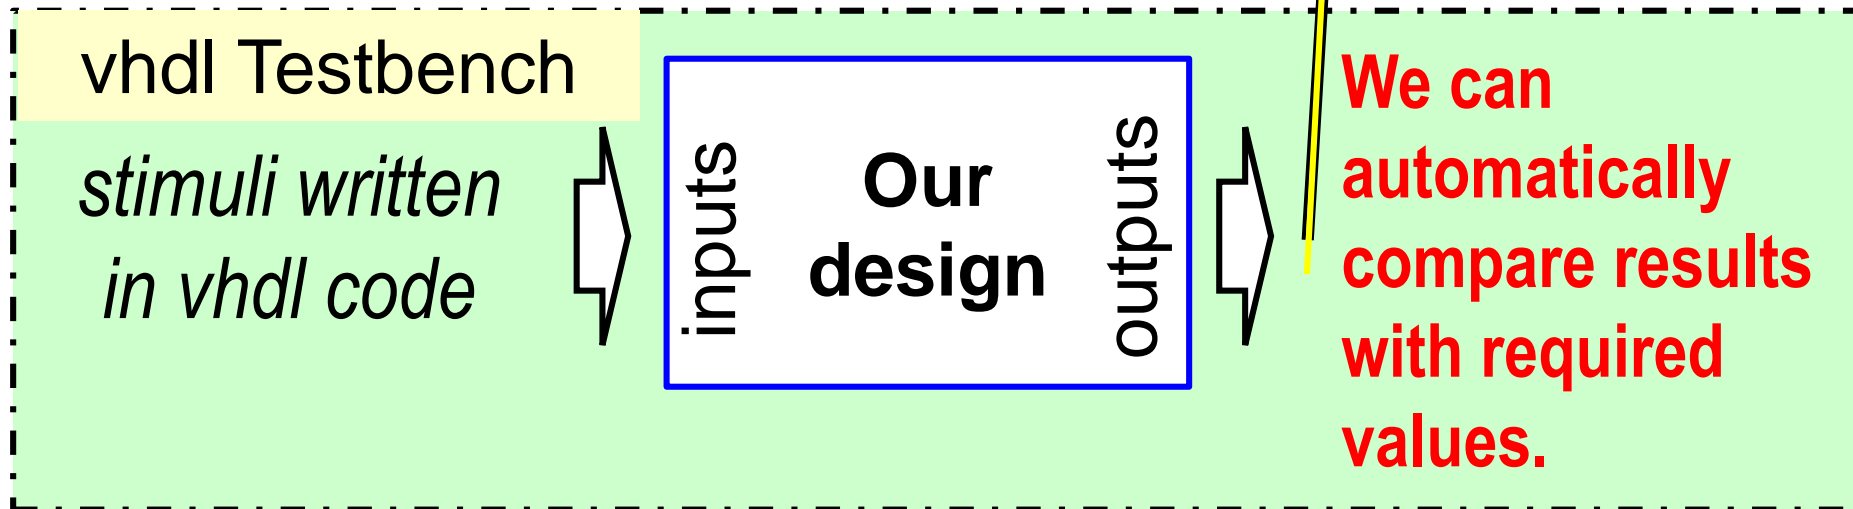 vhdl Testbench
stimuli written
in vhdl code
inputs
Our
design
outputs
We can
automatically
compare results
with required
values.